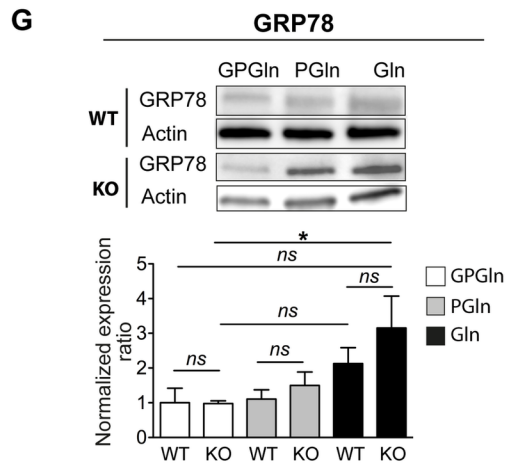 G
GRP78
GPGln PGln Gln
WT
GRP78
Actin
KO
GRP78
Actin
*
ns
ns
ns
ns
ns
Normalized expression
ratio
5
4
3
2
1
0
WT KO WT KO WT KO
GPGln
PGln
Gln